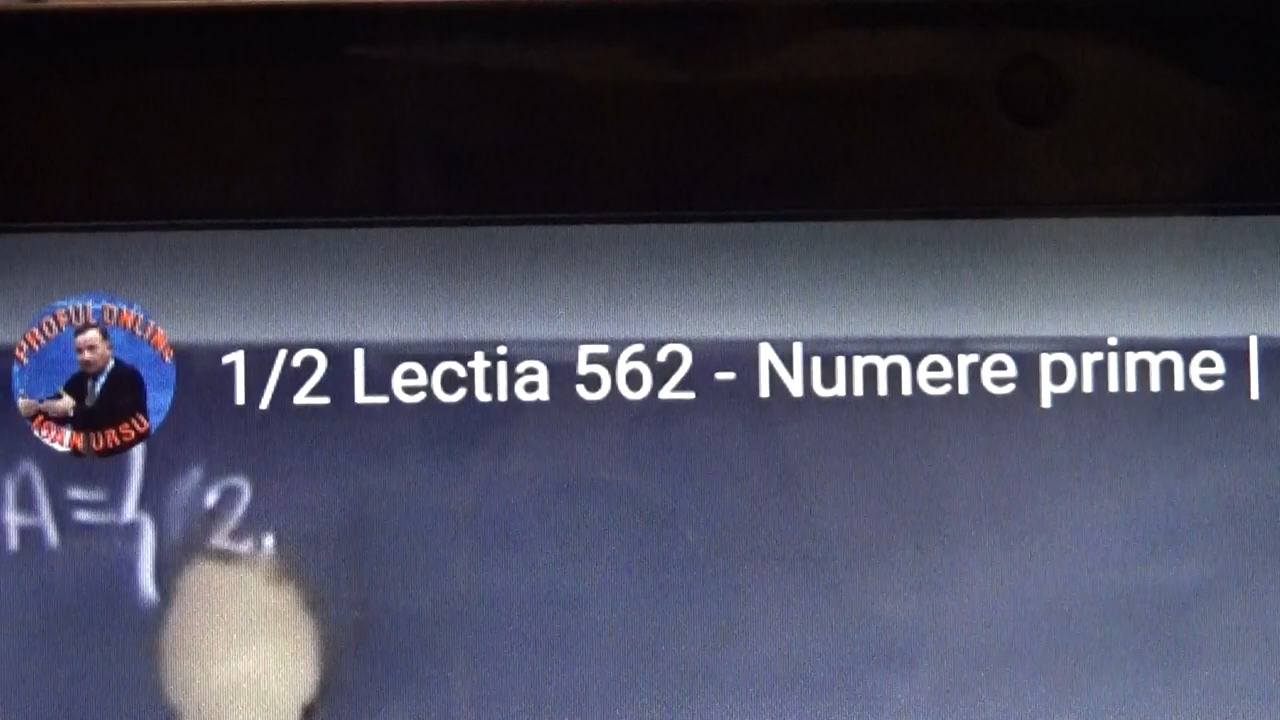 PROFUL ONLINE
1/2 Lectia 562 - Numere prime |
IOAN URSU
A={ 2,